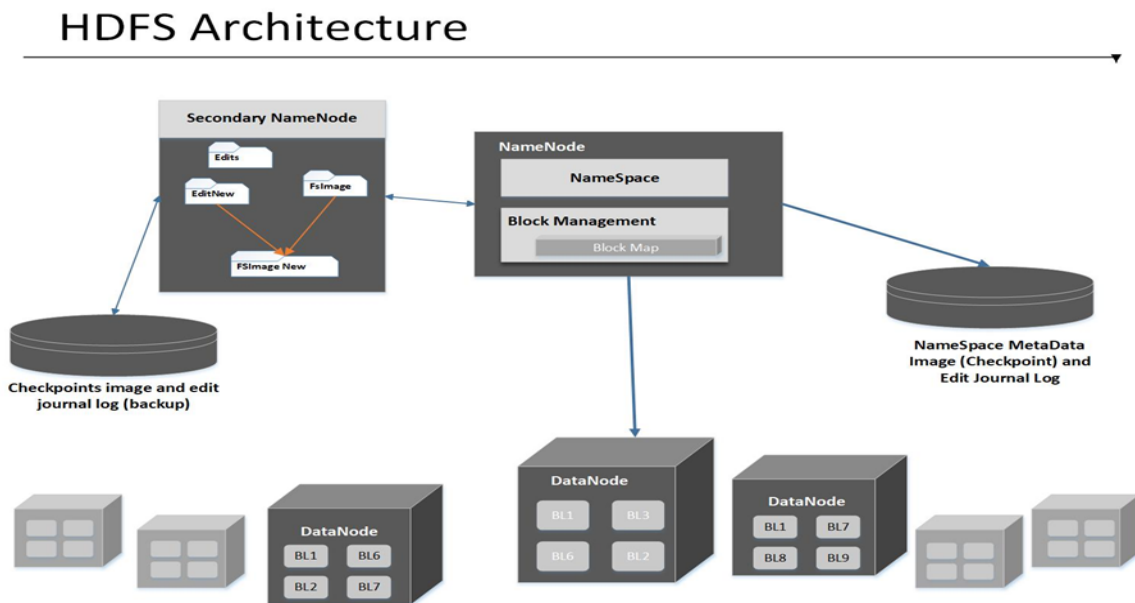 HDFS Architecture
Secondary NameNode
Edits
EditNew
FsImage
FSImage New
NameNode
NameSpace
Block Management
Block Map
Checkpoints image and edit
journal log (backup)
NameSpace MetaData
Image (Checkpoint) and
Edit Journal Log
DataNode
BL1 BL6
BL2 BL7
DataNode
BL1 BL3
BL6 BL2
DataNode
BL1 BL7
BL8 BL9